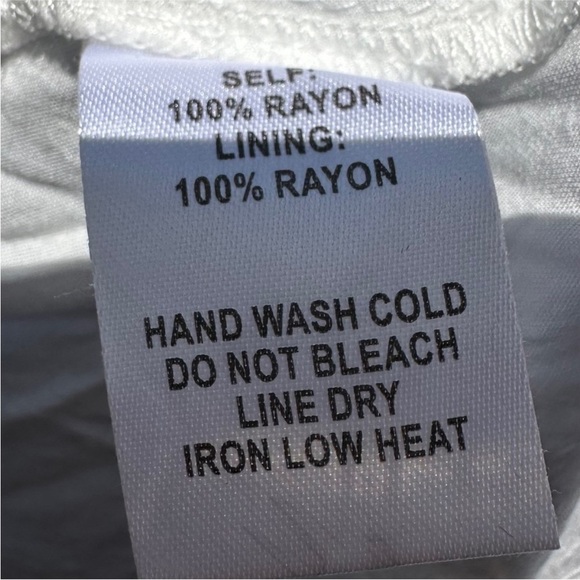 SELF:
100% RAYON
LINING:
100% RAYON
HAND WASH COLD
DO NOT BLEACH
LINE DRY
IRON LOW HEAT